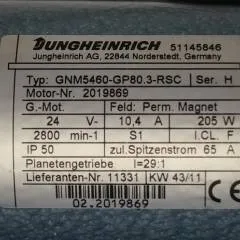 JUNGHEINRICH 51145846
Jungheinrich AG, 22844 Norderstedt, Germany
Typ: GNM5460-GP80.3-RSC Ser. H
Motor-Nr. 2019869
G.-Mot. Perm. Magnet
24 V- 10,4 A 205 W
2800 min-1 S1 I.CL. F
IP 50 zul.Spitzenstrom 65 A
Planetengetriebe I=29:1
Lieferanten-Nr. 11331 KW 43/11
02.2019869